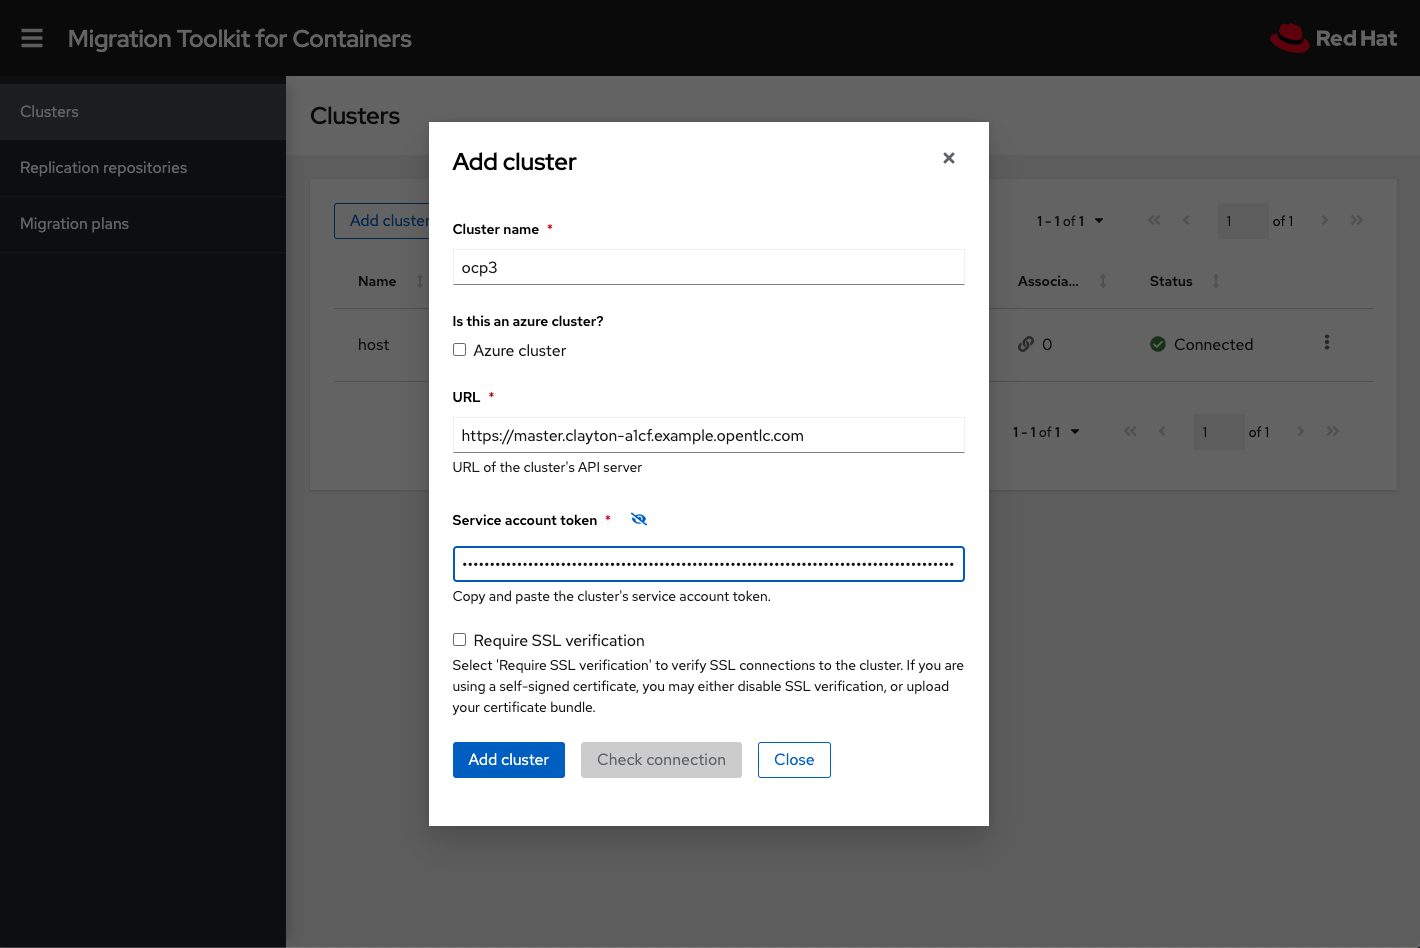 Migration Toolkit for Containers
Red Hat
Clusters
Replication repositories
Migration plans
Clusters
Add cluster
1 - 1 of 1
1 of 1
Name
Associa...
Status
host
0
Connected
1 - 1 of 1
1 of 1
Add cluster
Cluster name *
ocp3
Is this an azure cluster?
Azure cluster
URL *
https://master.clayton-a1cf.example.opentlc.com
URL of the cluster's API server
Service account token *
Copy and paste the cluster's service account token.
Require SSL verification
Select 'Require SSL verification' to verify SSL connections to the cluster. If you are
using a self-signed certificate, you may either disable SSL verification, or upload
your certificate bundle.
Add cluster
Check connection
Close